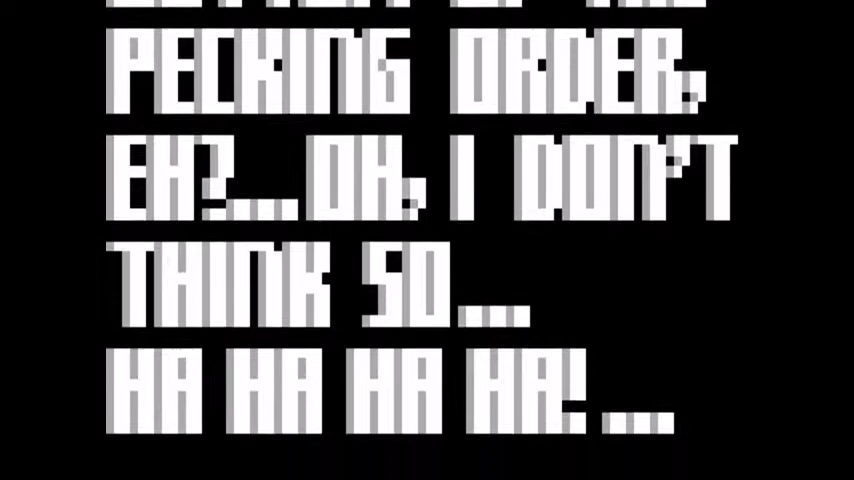 PECKING ORDER,
EH?...OH, I DON'T
THINK SO...
HA HA HA HA!...